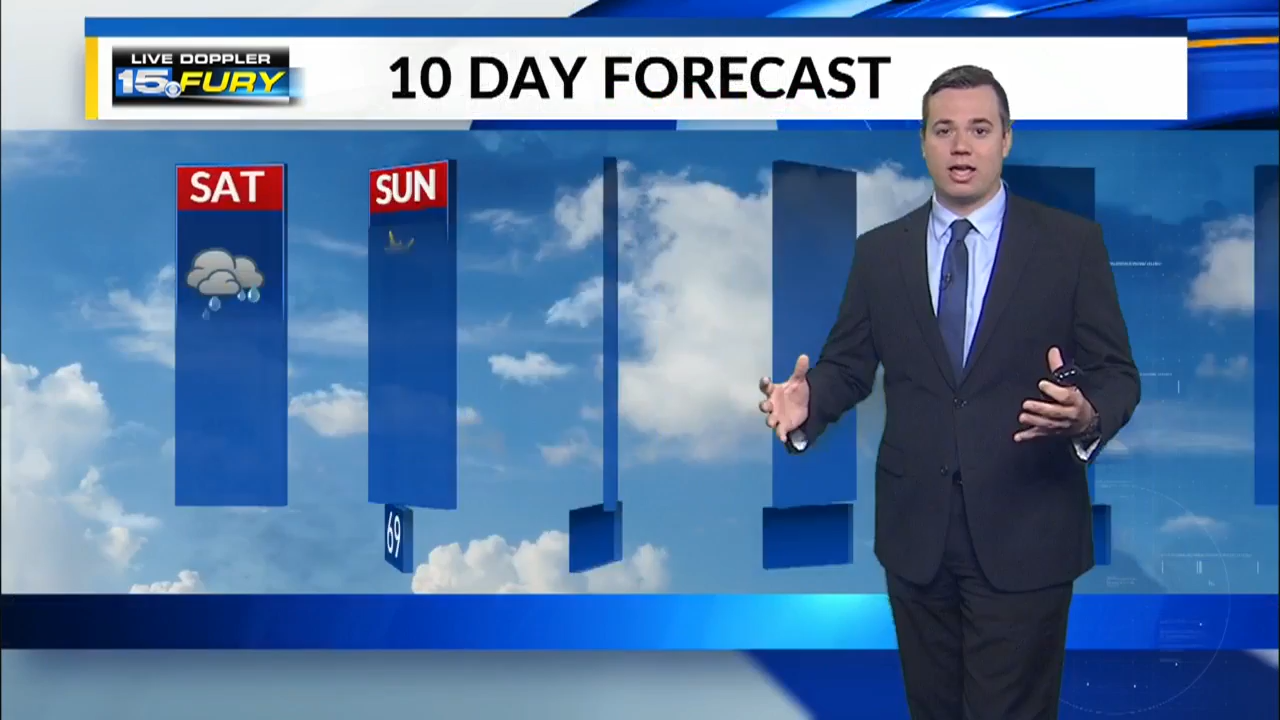 LIVE DOPPLER
15 FURY
10 DAY FORECAST
SAT
SUN
69